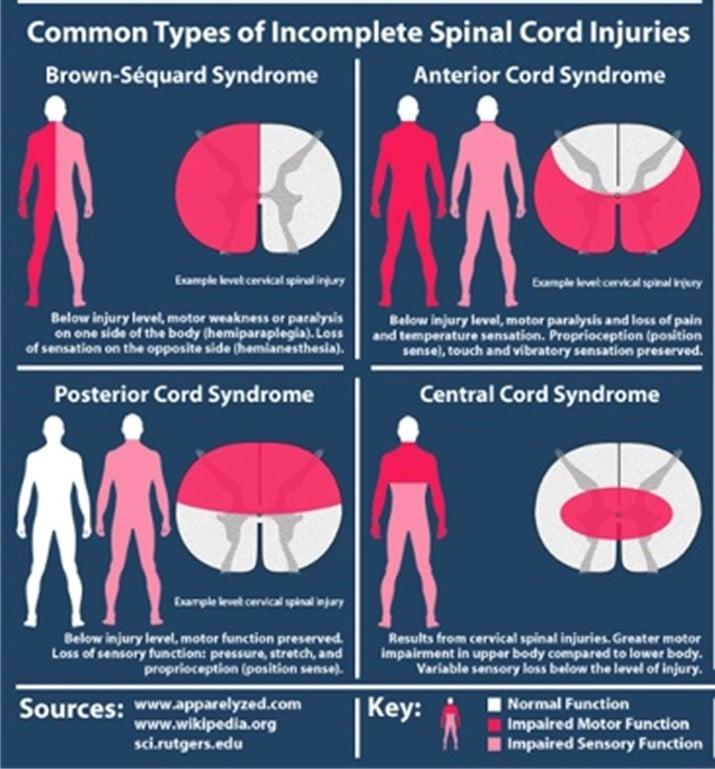 Common Types of Incomplete Spinal Cord Injuries
Brown-Séquard Syndrome
Example level: cervical spinal injury
Below injury level, motor weakness or paralysis
on one side of the body (hemiparaplegia). Loss
of sensation on the opposite side (hemianesthesia).
Anterior Cord Syndrome
Example level: cervical spinal injury
Below injury level, motor paralysis and loss of pain
and temperature sensation. Proprioception (position
sense), touch and vibratory sensation preserved.
Posterior Cord Syndrome
Example level: cervical spinal injury
Below injury level, motor function preserved.
Loss of sensory function: pressure, stretch, and
proprioception (position sense).
Central Cord Syndrome
Results from cervical spinal injuries. Greater motor
impairment in upper body compared to lower body.
Variable sensory loss below the level of injury.
Sources: www.apparelyzed.com
www.wikipedia.org
sci.rutgers.edu
Key:
Normal Function
Impaired Motor Function
Impaired Sensory Function